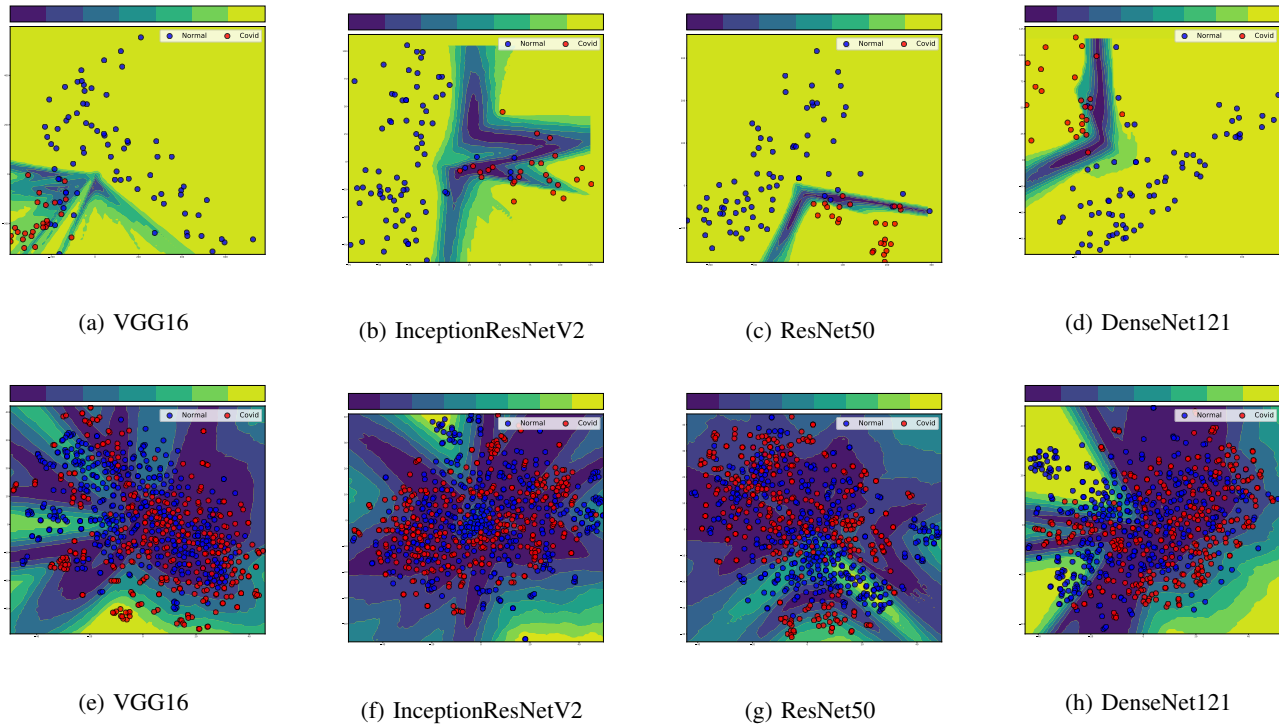 Normal Covid
Normal Covid
Normal Covid
Normal Covid
(a) VGG16
(b) InceptionResNetV2
(c) ResNet50
(d) DenseNet121
Normal Covid
Normal Covid
Normal Covid
Normal Covid
(e) VGG16
(f) InceptionResNetV2
(g) ResNet50
(h) DenseNet121